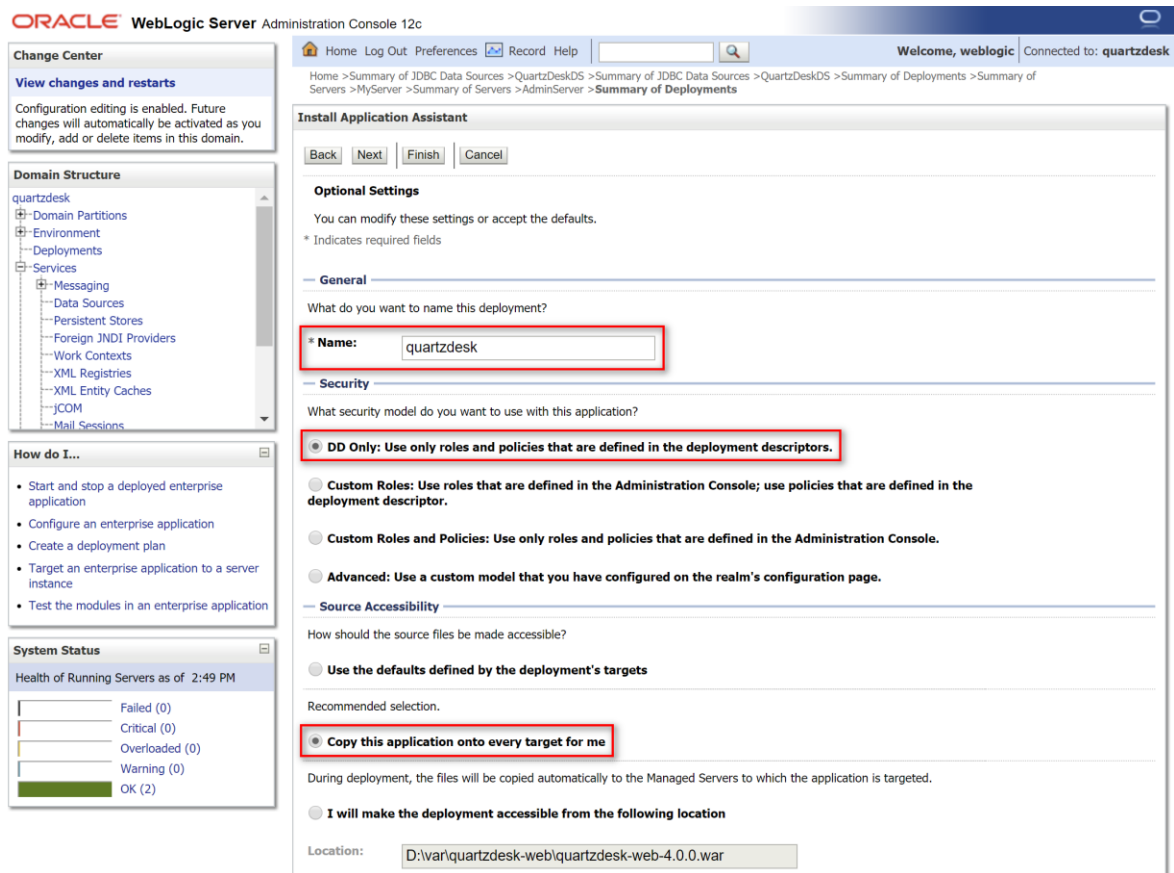 ORACLE WebLogic Server Administration Console 12c
Change Center
View changes and restarts
Configuration editing is enabled. Future
changes will automatically be activated as you
modify, add or delete items in this domain.
Domain Structure
quartzdesk
Domain Partitions
Environment
Deployments
Services
Messaging
Data Sources
Persistent Stores
Foreign JNDI Providers
Work Contexts
XML Registries
XML Entity Caches
jCOM
Mail Sessions
How do I...
Start and stop a deployed enterprise
application
Configure an enterprise application
Create a deployment plan
Target an enterprise application to a server
instance
Test the modules in an enterprise application
System Status
Health of Running Servers as of 2:49 PM
Failed (0)
Critical (0)
Overloaded (0)
Warning (0)
OK (2)
Home Log Out Preferences Record Help
Welcome, weblogic Connected to: quartzdesk
Home >Summary of JDBC Data Sources >QuartzDeskDS >Summary of JDBC Data Sources >QuartzDeskDS >Summary of Deployments >Summary of
Servers >MyServer >Summary of Servers >AdminServer >Summary of Deployments
Install Application Assistant
Back Next Finish Cancel
Optional Settings
You can modify these settings or accept the defaults.
* Indicates required fields
General
What do you want to name this deployment?
* Name: quartzdesk
Security
What security model do you want to use with this application?
DD Only: Use only roles and policies that are defined in the deployment descriptors.
Custom Roles: Use roles that are defined in the Administration Console; use policies that are defined in the
deployment descriptor.
Custom Roles and Policies: Use only roles and policies that are defined in the Administration Console.
Advanced: Use a custom model that you have configured on the realm's configuration page.
Source Accessibility
How should the source files be made accessible?
Use the defaults defined by the deployment's targets
Recommended selection.
Copy this application onto every target for me
During deployment, the files will be copied automatically to the Managed Servers to which the application is targeted.
I will make the deployment accessible from the following location
Location: D:\var\quartzdesk-web\quartzdesk-web-4.0.0.war